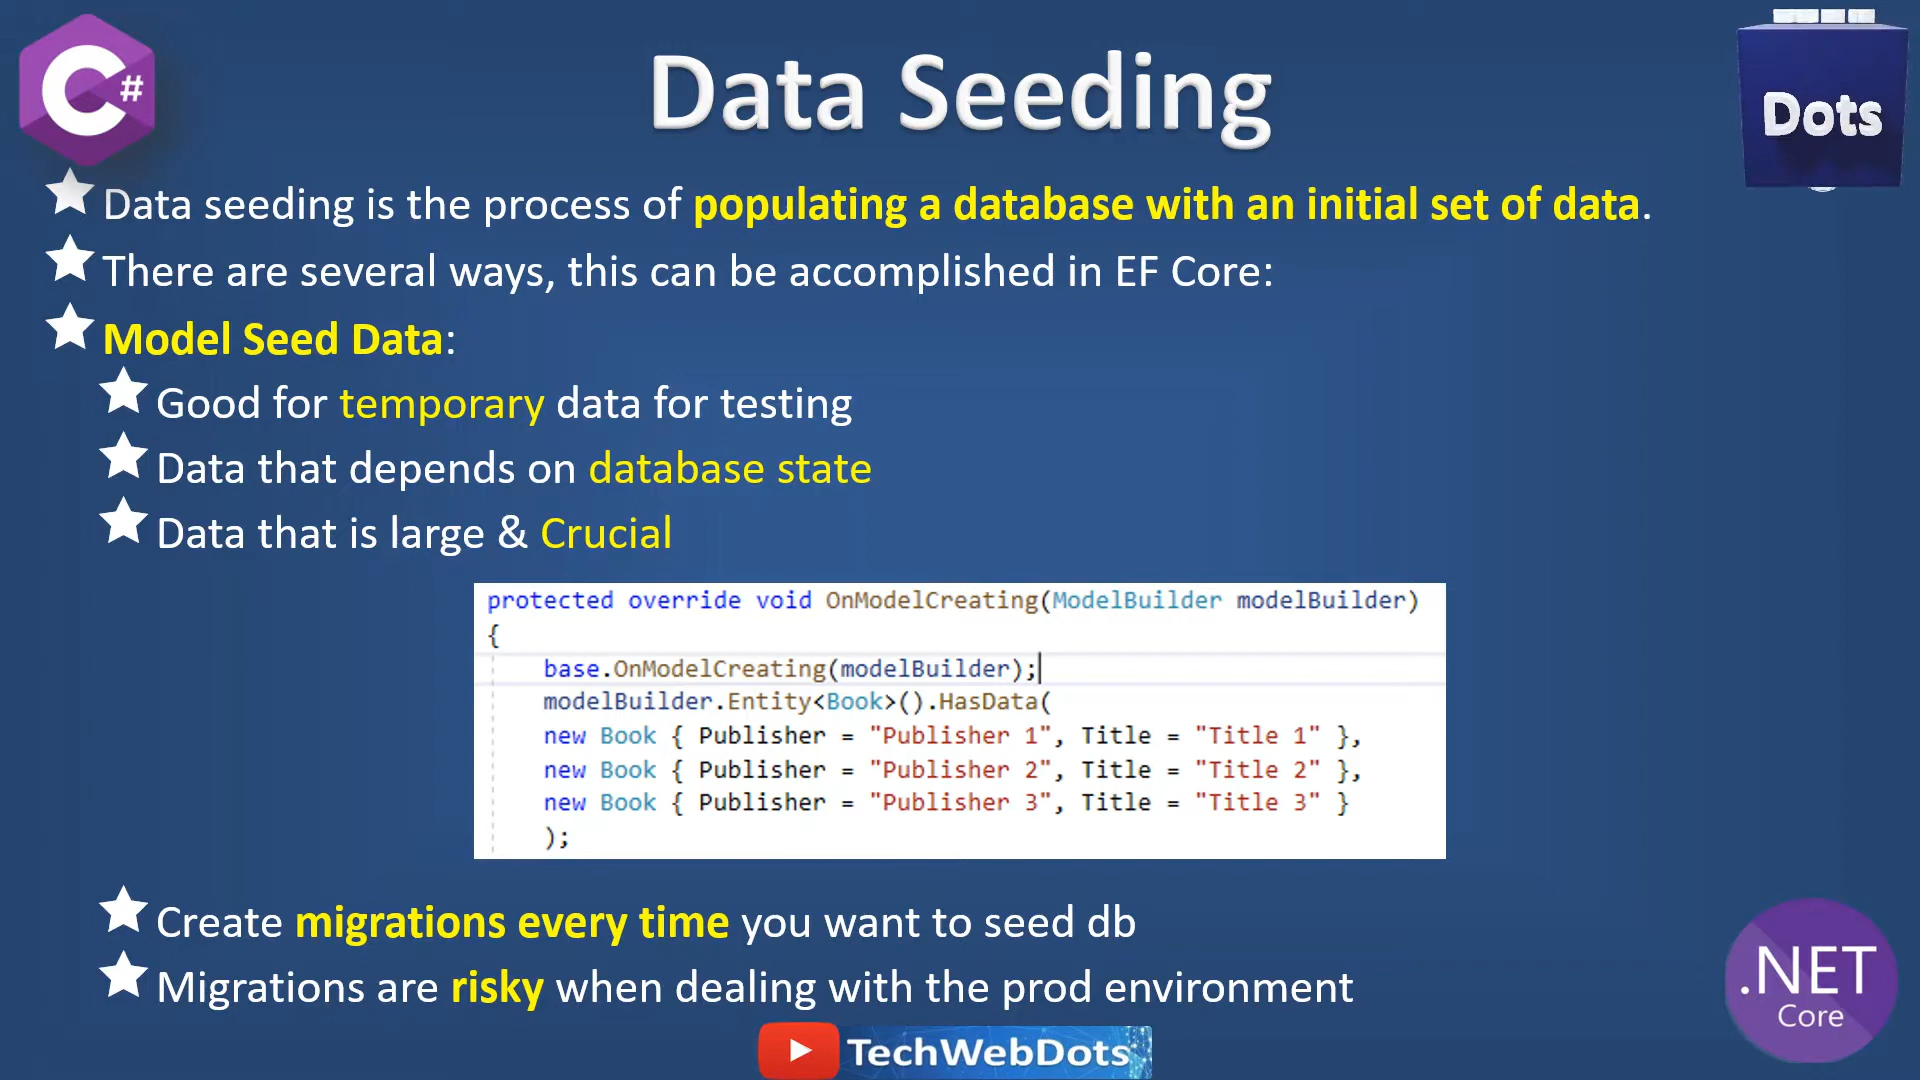 C#
Data Seeding
Dots
Data seeding is the process of populating a database with an initial set of data.
There are several ways, this can be accomplished in EF Core:
Model Seed Data:
Good for temporary data for testing
Data that depends on database state
Data that is large & Crucial
protected override void OnModelCreating(ModelBuilder modelBuilder)
{
base.OnModelCreating(modelBuilder);
modelBuilder.Entity<Book>().HasData(
new Book { Publisher = "Publisher 1", Title = "Title 1" },
new Book { Publisher = "Publisher 2", Title = "Title 2" },
new Book { Publisher = "Publisher 3", Title = "Title 3" }
);
Create migrations every time you want to seed db
Migrations are risky when dealing with the prod environment
.NET
Core
TechWebDots